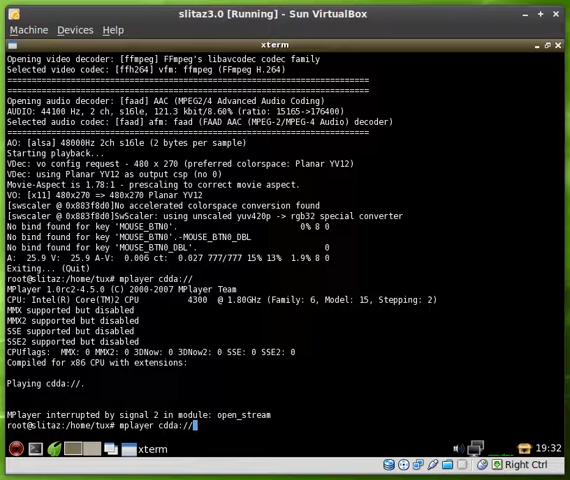 slitaz3.0 [Running] - Sun VirtualBox
Machine Devices Help
xterm
Opening video decoder: [ffmpeg] FFmpeg's libavcodec codec family
Selected video codec: [ffh264] vfm: ffmpeg (FFmpeg H.264)
==========================================================================
==========================================================================
Opening audio decoder: [faad] AAC (MPEG2/4 Advanced Audio Coding)
AUDIO: 44100 Hz, 2 ch, s16le, 121.3 kbit/8.60% (ratio: 15165->176400)
Selected audio codec: [faad] afm: faad (FAAD AAC (MPEG-2/MPEG-4 Audio) decoder)
==========================================================================
AO: [alsa] 48000Hz 2ch s16le (2 bytes per sample)
Starting playback...
VDec: vo config request - 480 x 270 (preferred colorspace: Planar YV12)
VDec: using Planar YV12 as output csp (no 0)
Movie-Aspect is 1.78:1 - prescaling to correct movie aspect.
VO: [x11] 480x270 => 480x270 Planar YV12
[swscaler @ 0x883f8d0]No accelerated colorspace conversion found
[swscaler @ 0x883f8d0]SwScaler: using unscaled yuv420p -> rgb32 special converter
No bind found for key 'MOUSE_BTN0'. 0% 8 0
No bind found for key 'MOUSE_BTN0'.-MOUSE_BTN0_DBL
No bind found for key 'MOUSE_BTN0_DBL'. 0
A: 25.9 V: 25.9 A-V: 0.006 ct: 0.027 777/777 15% 13% 1.9% 8 0
Exiting... (Quit)
root@slitaz:/home/tux# mplayer cdda://
MPlayer 1.0rc2-4.5.0 (C) 2000-2007 MPlayer Team
CPU: Intel(R) Core(TM)2 CPU 4300 @ 1.80GHz (Family: 6, Model: 15, Stepping: 2)
MMX supported but disabled
MMX2 supported but disabled
SSE supported but disabled
SSE2 supported but disabled
CPUflags: MMX: 0 MMX2: 0 3DNow: 0 3DNow2: 0 SSE: 0 SSE2: 0
Compiled for x86 CPU with extensions:
Playing cdda://.
MPlayer interrupted by signal 2 in module: open_stream
root@slitaz:/home/tux# mplayer cdda://
xterm 19:32
Right Ctrl